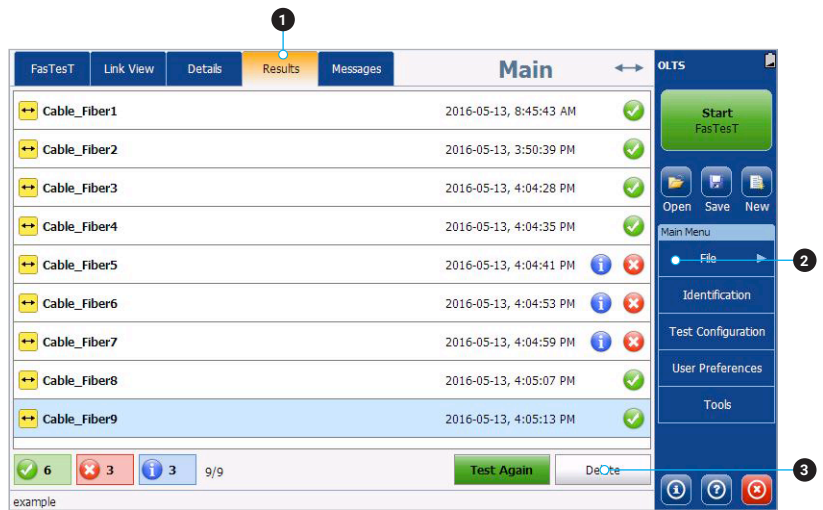 1
FasTesT Link View Details Results Messages Main OLTS
Cable_Fiber1 2016-05-13, 8:45:43 AM
Cable_Fiber2 2016-05-13, 3:50:39 PM
Cable_Fiber3 2016-05-13, 4:04:28 PM
Cable_Fiber4 2016-05-13, 4:04:35 PM
Cable_Fiber5 2016-05-13, 4:04:41 PM
Cable_Fiber6 2016-05-13, 4:04:53 PM
Cable_Fiber7 2016-05-13, 4:04:59 PM
Cable_Fiber8 2016-05-13, 4:05:07 PM
Cable_Fiber9 2016-05-13, 4:05:13 PM
6 3 3 9/9
Test Again Delete
example
Start
FasTesT
Open Save New
Main Menu
File 2
Identification
Test Configuration
User Preferences
Tools
3